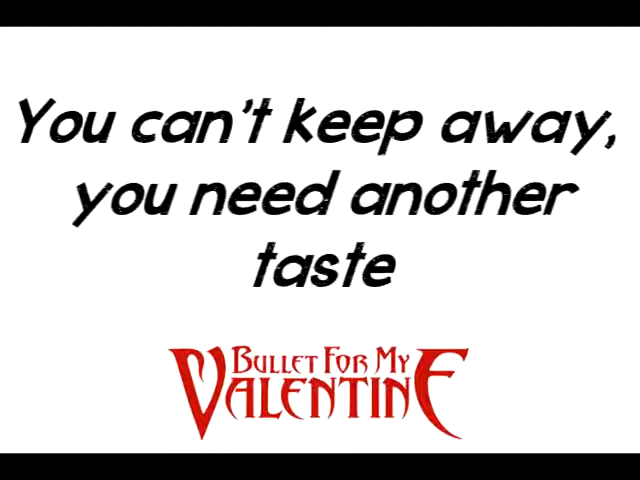 You can't keep away,
you need another
taste
BULLET FOR MY
VALENTINE